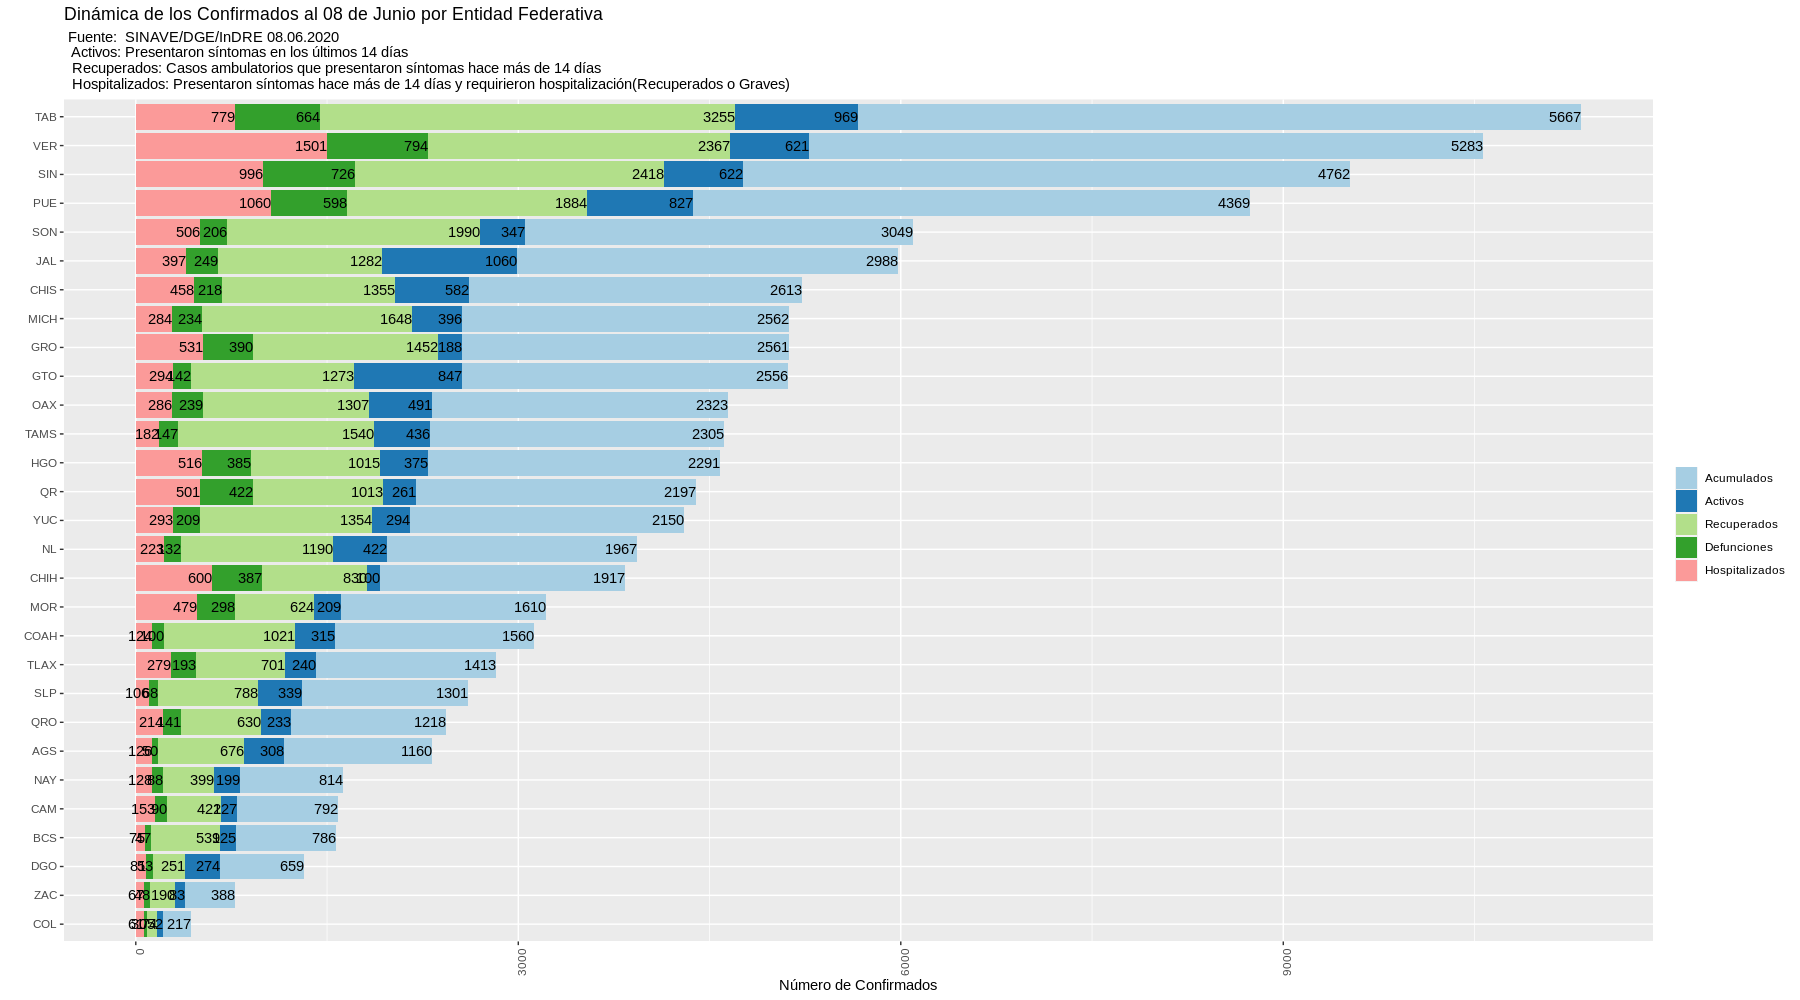 Dinámica de los Confirmados al 08 de Junio por Entidad Federativa
Fuente: SINAVE/DGE/InDRE 08.06.2020
Activos: Presentaron síntomas en los últimos 14 días
Recuperados: Casos ambulatorios que presentaron síntomas hace más de 14 días
Hospitalizados: Presentaron síntomas hace más de 14 días y requirieron hospitalización(Recuperados o Graves)
TAB 779 664 3255 969 5667
VER 1501 794 2367 621 5283
SIN 996 726 2418 622 4762
PUE 1060 598 1884 827 4369
SON 506 206 1990 347 3049
JAL 397 249 1282 1060 2988
CHIS 458 218 1355 582 2613
MICH 284 234 1648 396 2562
GRO 531 390 1452 188 2561
GTO 294 142 1273 847 2556
OAX 286 239 1307 491 2323
TAMS 182 147 1540 436 2305
HGO 516 385 1015 375 2291
QR 501 422 1013 261 2197
YUC 293 209 1354 294 2150
NL 223 132 1190 422 1967
CHIH 600 387 830 100 1917
MOR 479 298 624 209 1610
COAH 124 100 1021 315 1560
TLAX 279 193 701 240 1413
SLP 106 68 788 339 1301
QRO 214 141 630 233 1218
AGS 126 50 676 308 1160
NAY 128 88 399 199 814
CAM 153 90 422 127 792
BCS 75 47 539 125 786
DGO 81 53 251 274 659
ZAC 67 48 190 83 388
COL 217
0 3000 6000 9000
Número de Confirmados
Acumulados
Activos
Recuperados
Defunciones
Hospitalizados